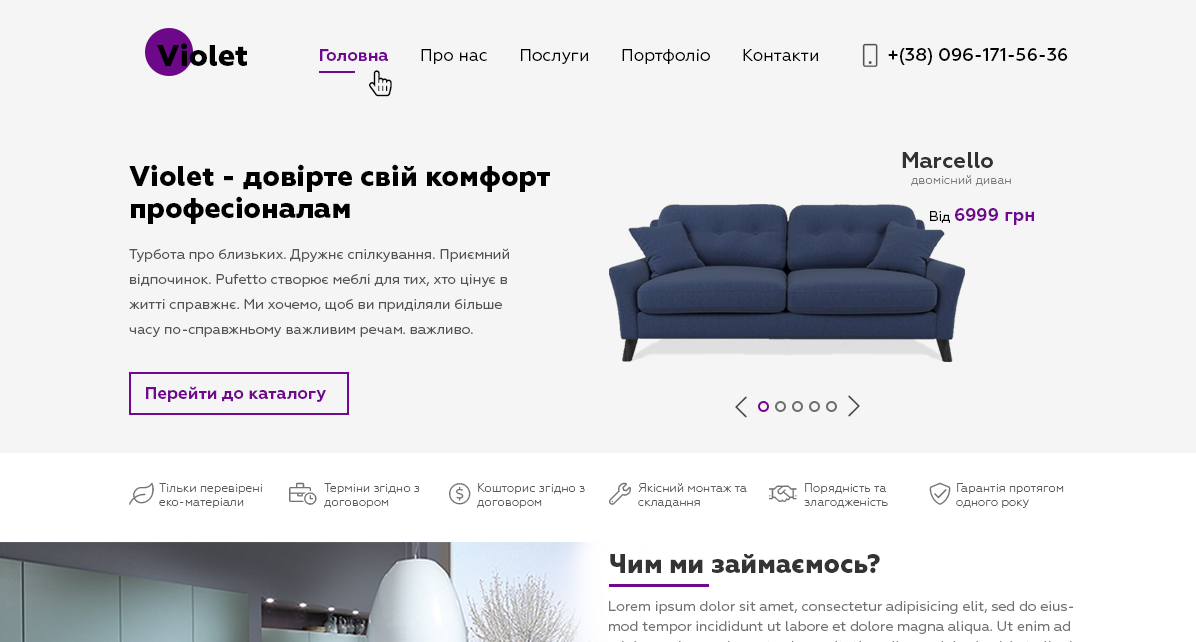 Violet
Головна Про нас Послуги Портфоліо Контакти +(38) 096-171-56-36
Violet - довірте свій комфорт
професіоналам
Турбота про близьких. Дружнє спілкування. Приємний
відпочинок. Pufetto створює меблі для тих, хто цінує в
житті справжнє. Ми хочемо, щоб ви приділяли більше
часу по-справжньому важливим речам. важливо.
Перейти до каталогу
Marcello
двомісний диван
Від 6999 грн
Тільки перевірені
еко-матеріали
Терміни згідно з
договором
Кошторис згідно з
договором
Якісний монтаж та
складання
Порядність та
злагодженість
Гарантія протягом
одного року
Чим ми займаємось?
Lorem ipsum dolor sit amet, consectetur adipisicing elit, sed do eius-
mod tempor incididunt ut labore et dolore magna aliqua. Ut enim ad